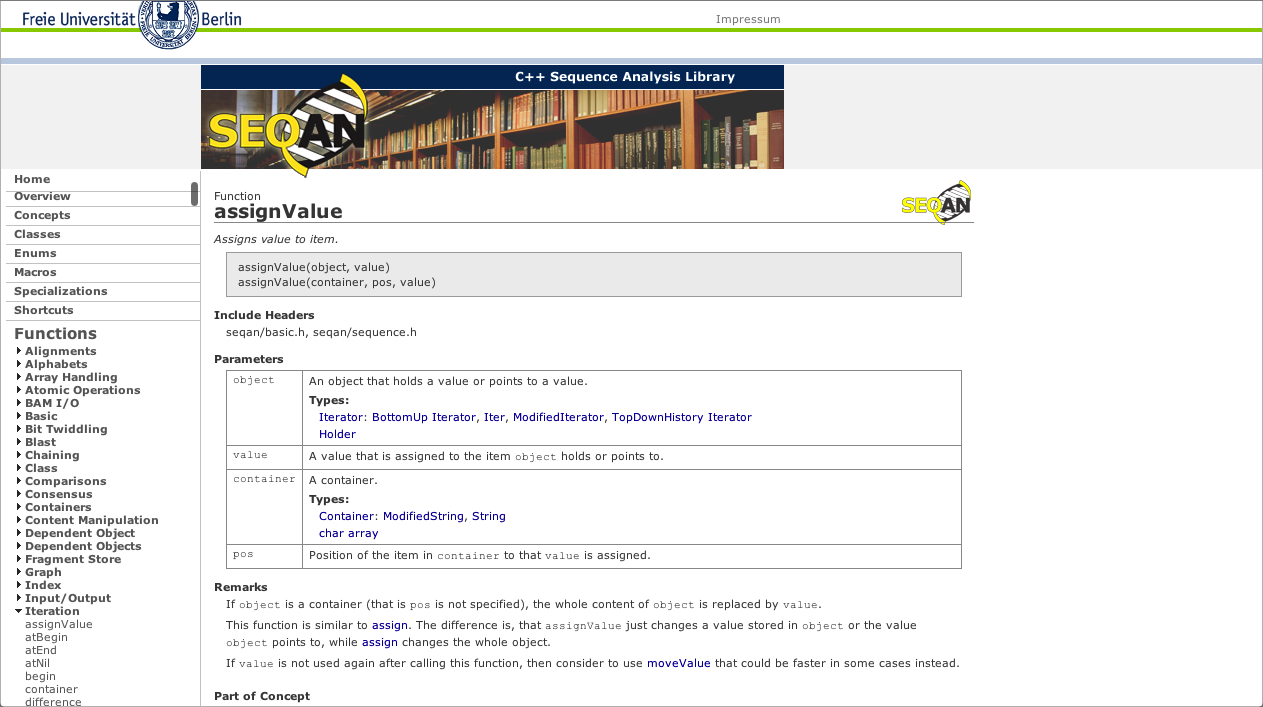 Freie Universität Berlin
Impressum
C++ Sequence Analysis Library
SEQAN
Home
Overview
Concepts
Classes
Enums
Macros
Specializations
Shortcuts
Functions
Alignments
Alphabets
Array Handling
Atomic Operations
BAM I/O
Basic
Bit Twiddling
Blast
Chaining
Class
Comparisons
Consensus
Containers
Content Manipulation
Dependent Object
Dependent Objects
Fragment Store
Graph
Index
Input/Output
Iteration
assignValue
atBegin
atEnd
atNil
begin
container
difference
Function
assignValue
SEQAN
Assigns value to item.
assignValue(object, value)
assignValue(container, pos, value)
Include Headers
seqan/basic.h, seqan/sequence.h
Parameters
object An object that holds a value or points to a value.
Types:
Iterator: BottomUp Iterator, Iter, ModifiedIterator, TopDownHistory Iterator
Holder
value A value that is assigned to the item object holds or points to.
container A container.
Types:
Container: ModifiedString, String
char array
pos Position of the item in container to that value is assigned.
Remarks
If object is a container (that is pos is not specified), the whole content of object is replaced by value.
This function is similar to assign. The difference is, that assignValue just changes a value stored in object or the value
object points to, while assign changes the whole object.
If value is not used again after calling this function, then consider to use moveValue that could be faster in some cases instead.
Part of Concept